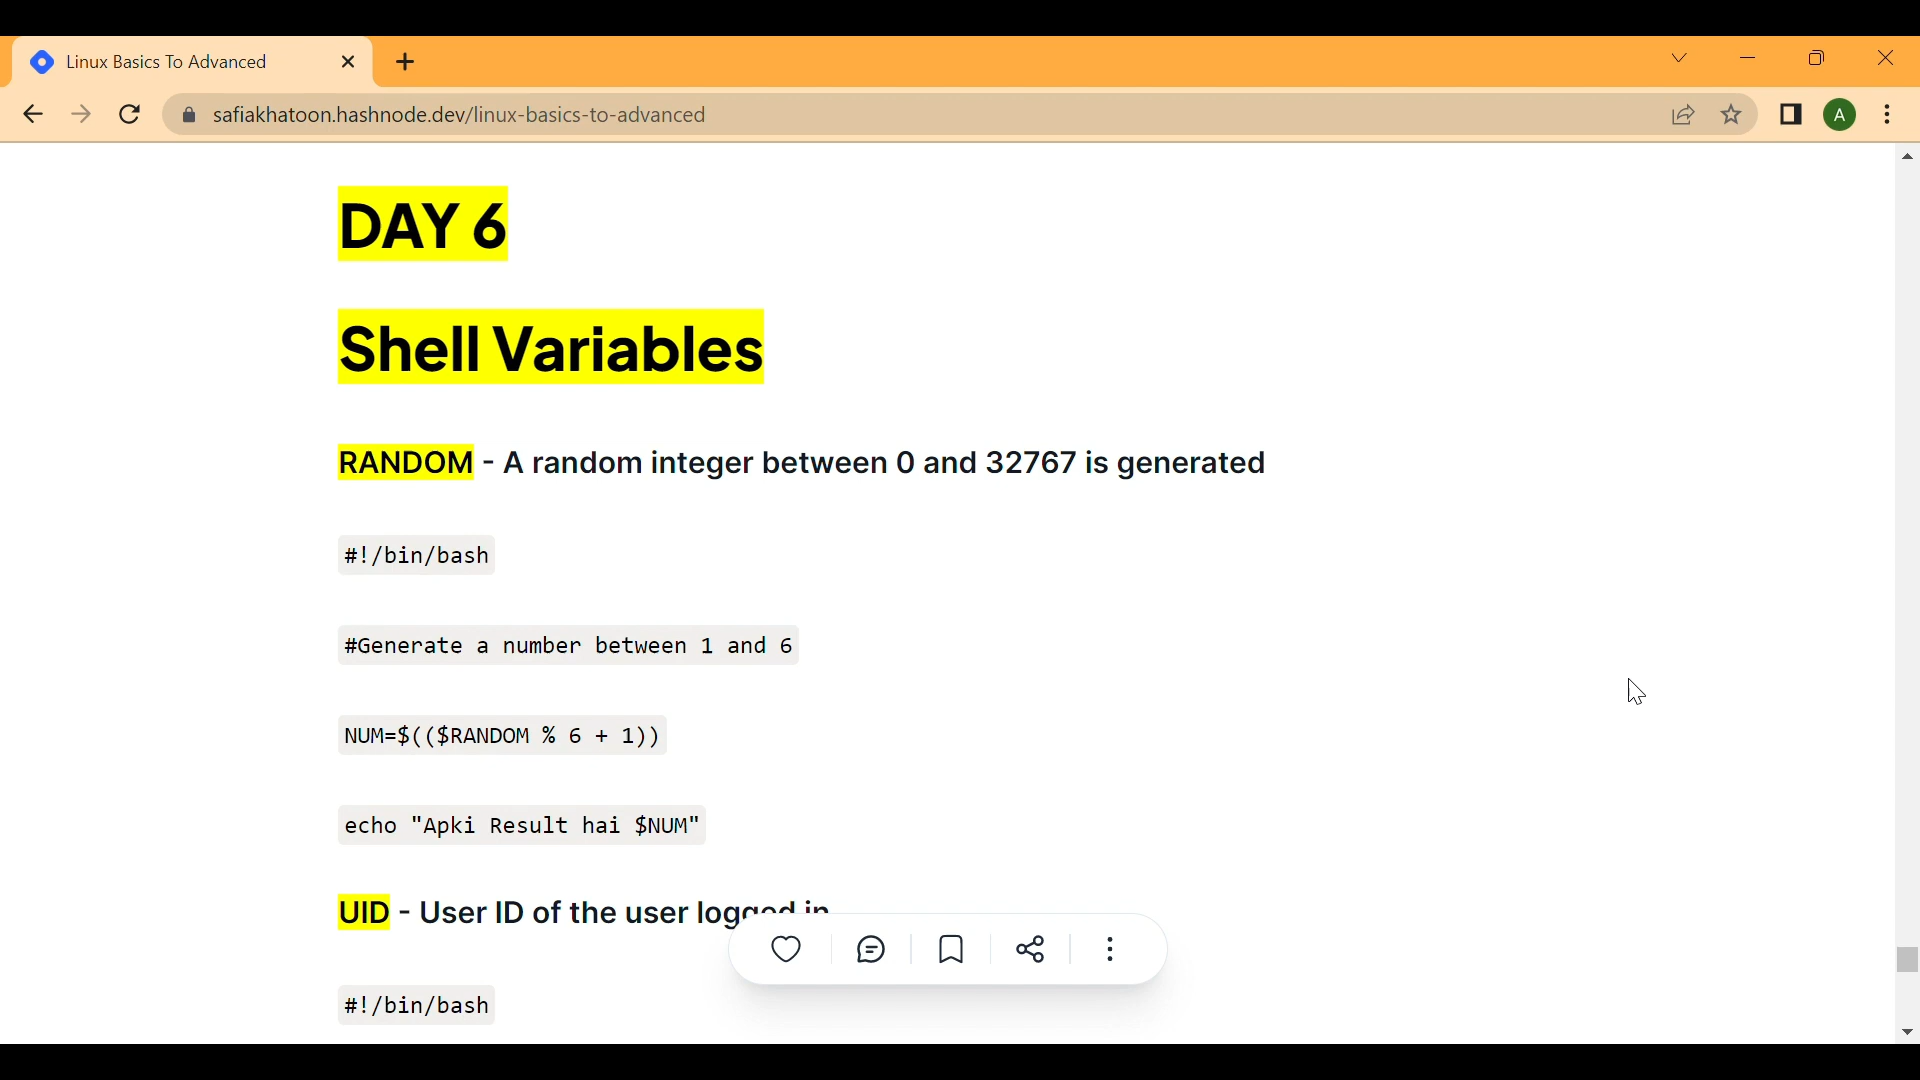 Linux Basics To Advanced
safiakhatoon.hashnode.dev/linux-basics-to-advanced
A
DAY 6
Shell Variables
RANDOM - A random integer between 0 and 32767 is generated
#!/bin/bash
#Generate a number between 1 and 6
NUM=$(($RANDOM % 6 + 1))
echo "Apki Result hai $NUM"
UID - User ID of the user logged in
#!/bin/bash